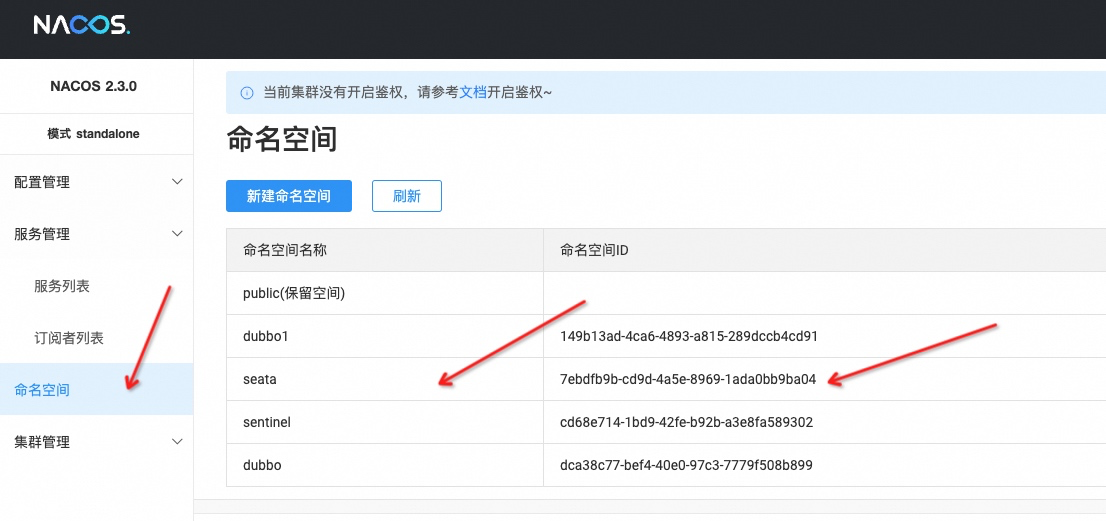 NACOS.
NACOS 2.3.0
模式 standalone
配置管理
服务管理
服务列表
订阅者列表
命名空间
集群管理
当前集群没有开启鉴权，请参考文档开启鉴权~
命名空间
新建命名空间 刷新
命名空间名称 命名空间ID
public(保留空间)
dubbo1 149b13ad-4ca6-4893-a815-289dccb4cd91
seata 7ebdfb9b-cd9d-4a5e-8969-1ada0bb9ba04
sentinel cd68e714-1bd9-42fe-b92b-a3e8fa589302
dubbo dca38c77-bef4-40e0-97c3-7779f508b899